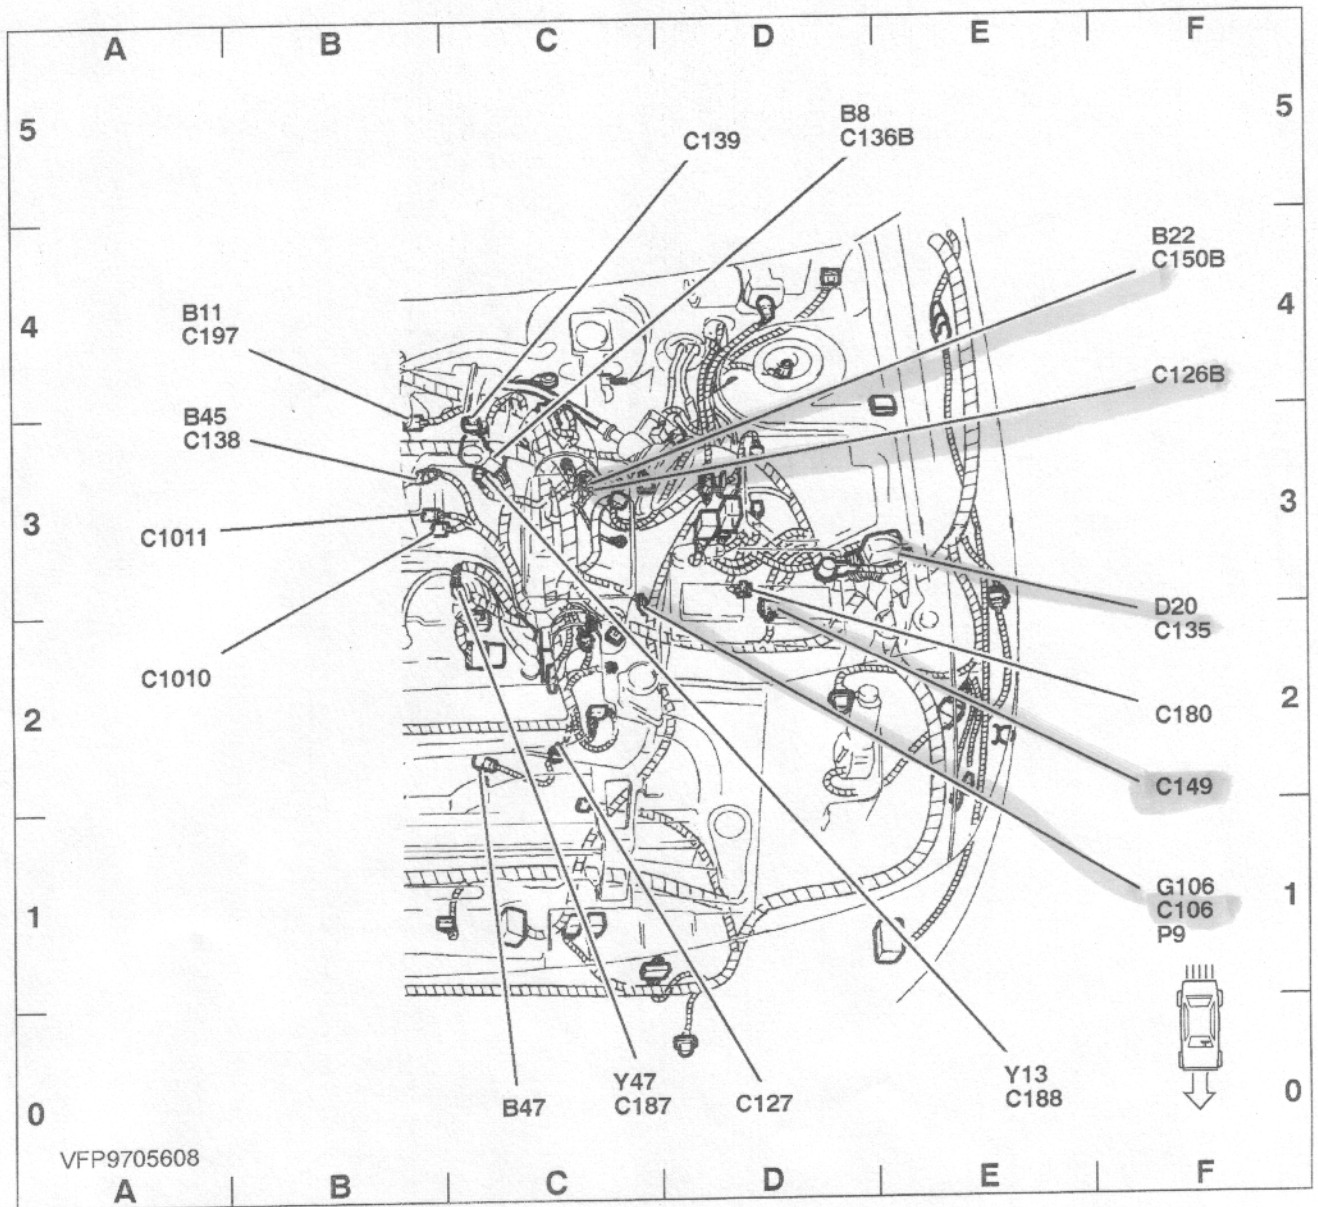 A B C D E F
5 5
B8
C136B
C139
B22
C150B
4 4
B11
C197
C126B
B45
C138
3 3
C1011
D20
C135
C1010
C180
2 2
C149
G106
C106
P9
1 1
Y47
C187
B47
C127
Y13
C188
0 0
VFP9705608
A B C D E F